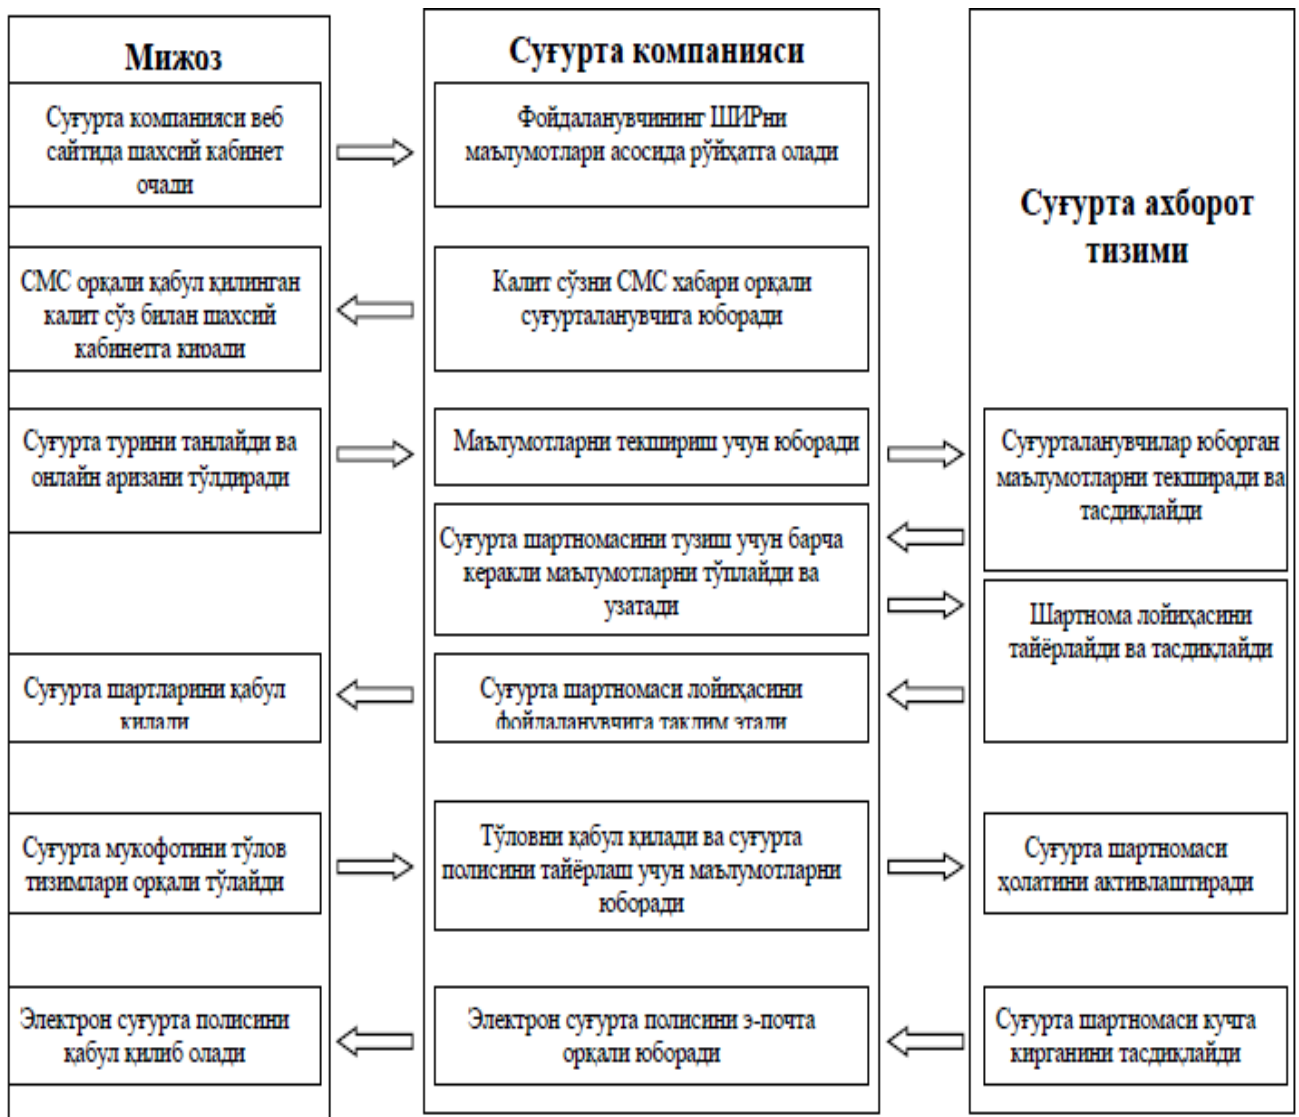 Мижоз
Суғурта компанияси веб
сайтида шахсий кабинет
очади
СМС орқали қабул қилинган
калит сўз билан шахсий
кабинетга киради
Суғурта турини танлайди ва
онлайн аризани тўлдиради
Суғурта шартларини қабул
қилади
Суғурта мукофотини тўлов
тизимлари орқали тўлайди
Электрон суғурта полисини
қабул қилиб олади
Суғурта компанияси
Фойдаланувчининг ШИРни
маълумотлари асосида рўйҳатга олади
Калит сўзни СМС хабари орқали
суғурталанувчига юборади
Маълумотларни текшириш учун юборади
Суғурта шартномасини тузиш учун барча
керакли маълумотларни тўплайди ва
узатади
Суғурта шартномаси лойиҳасини
фойдаланувчига таклим этади
Тўловни қабул қилади ва суғурта
полисини тайёрлаш учун маълумотларни
юборади
Электрон суғурта полисини э-почта
орқали юборади
Суғурта ахборот
тизими
Суғурталанувчилар юборган
маълумотларни текширади ва
тасдиқлайди
Шартнома лойиҳасини
тайёрлайди ва тасдиқлайди
Суғурта шартномаси
ҳолатини активлаштиради
Суғурта шартномаси кучга
кирганини тасдиқлайди